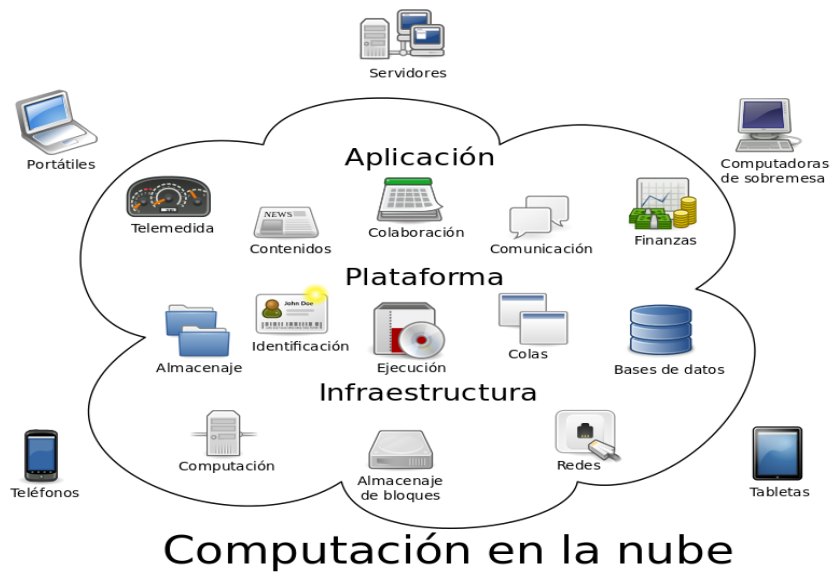 Servidores
Portátiles
Computadoras
de sobremesa
Aplicación
Telemedida
NEWS
Contenidos
Colaboración
Comunicación
Finanzas
Plataforma
Almacenaje
John Doe
Identificación
Ejecución
Colas
Bases de datos
Infraestructura
Computación
Almacenaje
de bloques
Redes
Teléfonos
Tabletas
Computación en la nube